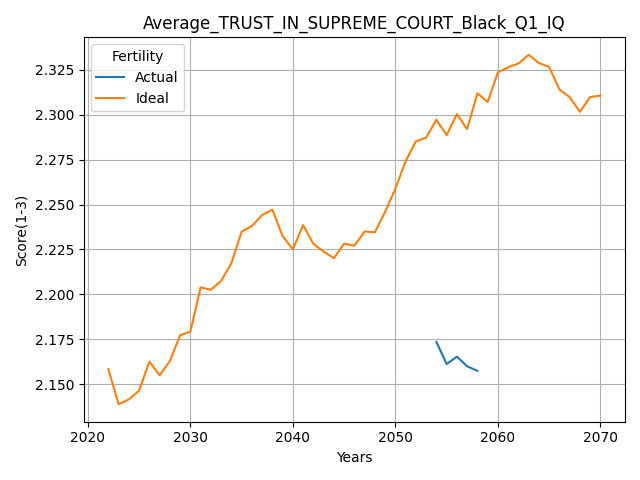 Average_TRUST_IN_SUPREME_COURT_Black_Q1_IQ
Fertility
Actual
Ideal
2.325
2.300
2.275
2.250
2.225
2.200
2.175
2.150
Score(1-3)
2020 2030 2040 2050 2060 2070
Years